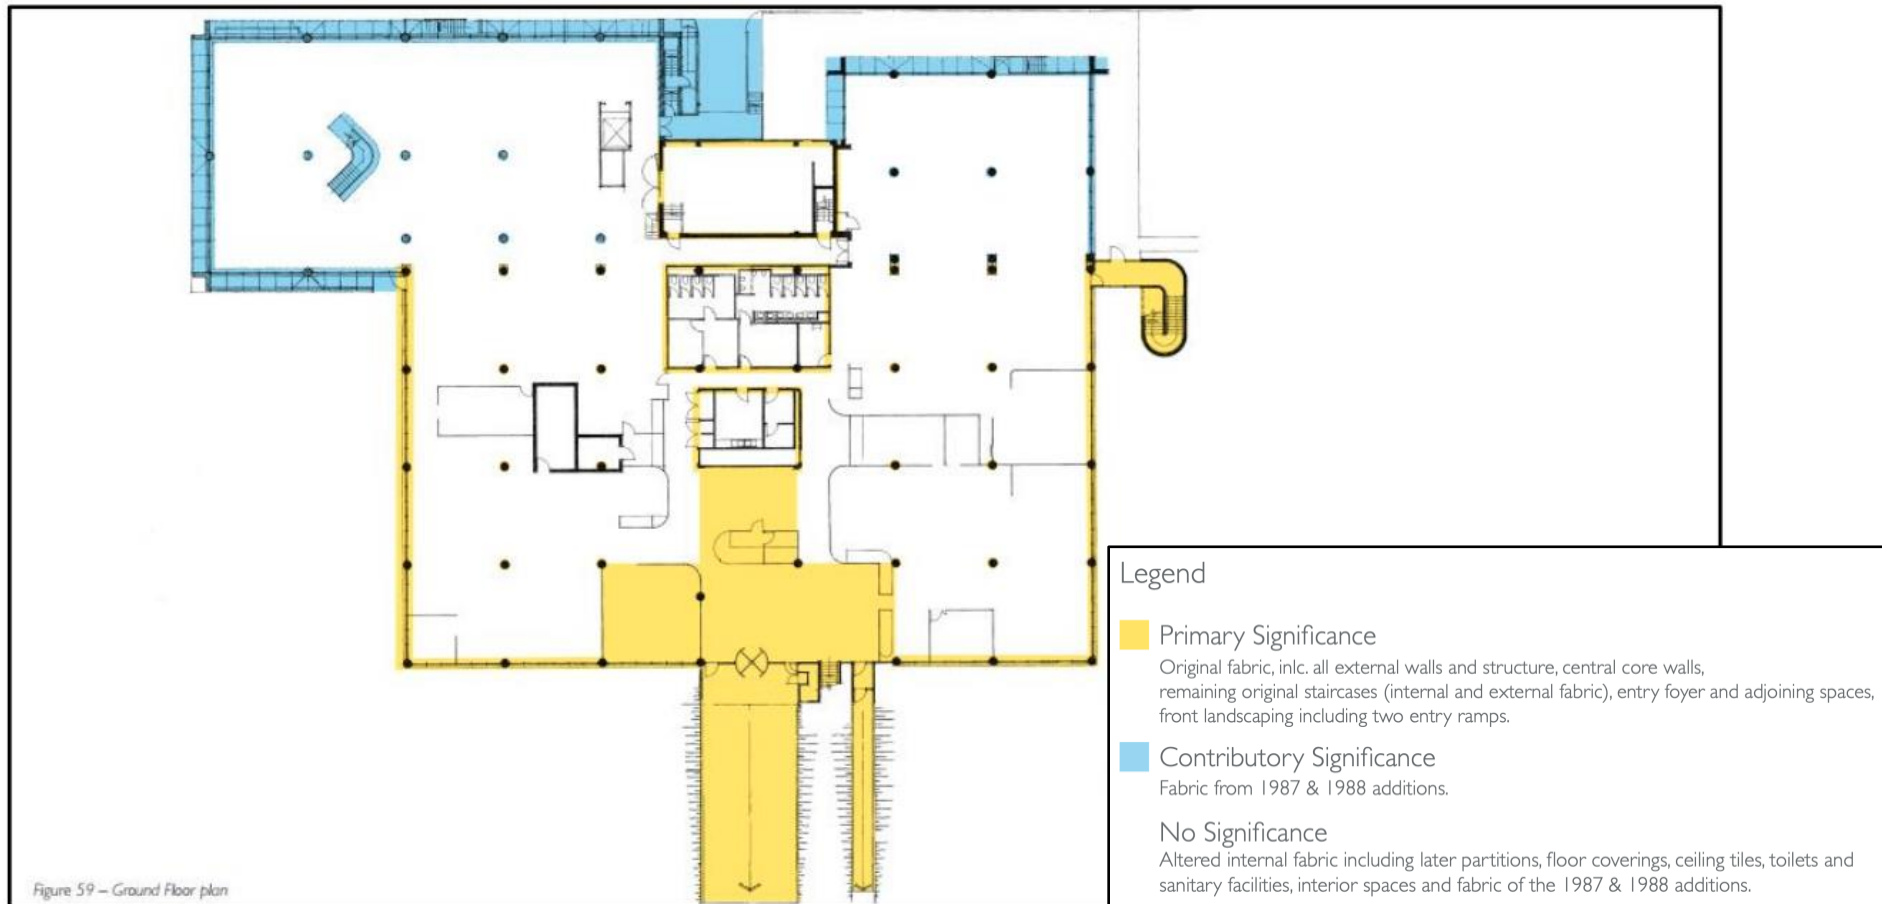 Legend
Primary Significance
Original fabric, inlc. all external walls and structure, central core walls,
remaining original staircases (internal and external fabric), entry foyer and adjoining spaces,
front landscaping including two entry ramps.
Contributory Significance
Fabric from 1987 & 1988 additions.
No Significance
Altered internal fabric including later partitions, floor coverings, ceiling tiles, toilets and
sanitary facilities, interior spaces and fabric of the 1987 & 1988 additions.
Figure 59 – Ground Floor plan